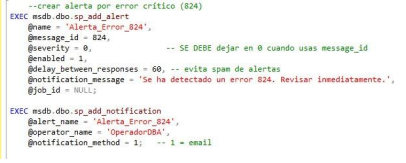 --crear alerta por error crítico (824)
EXEC msdb.dbo.sp_add_alert
@name = 'Alerta_Error_824',
@message_id = 824,
@severity = 0, -- SE DEBE dejar en 0 cuando usas message_id
@enabled = 1,
@delay_between_responses = 60, -- evita spam de alertas
@notification_message = 'Se ha detectado un error 824. Revisar inmediatamente.',
@job_id = NULL;
EXEC msdb.dbo.sp_add_notification
@alert_name = 'Alerta_Error_824',
@operator_name = 'OperadorDBA',
@notification_method = 1; -- 1 = email